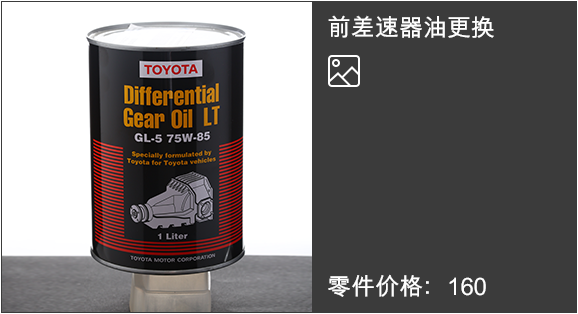 TOYOTA
Differential
Gear Oil LT
GL-5 75W-85
Specially formulated by
Toyota for Toyota vehicles
1 Liter
TOYOTA MOTOR CORPORATION
前差速器油更换
零件价格: 160